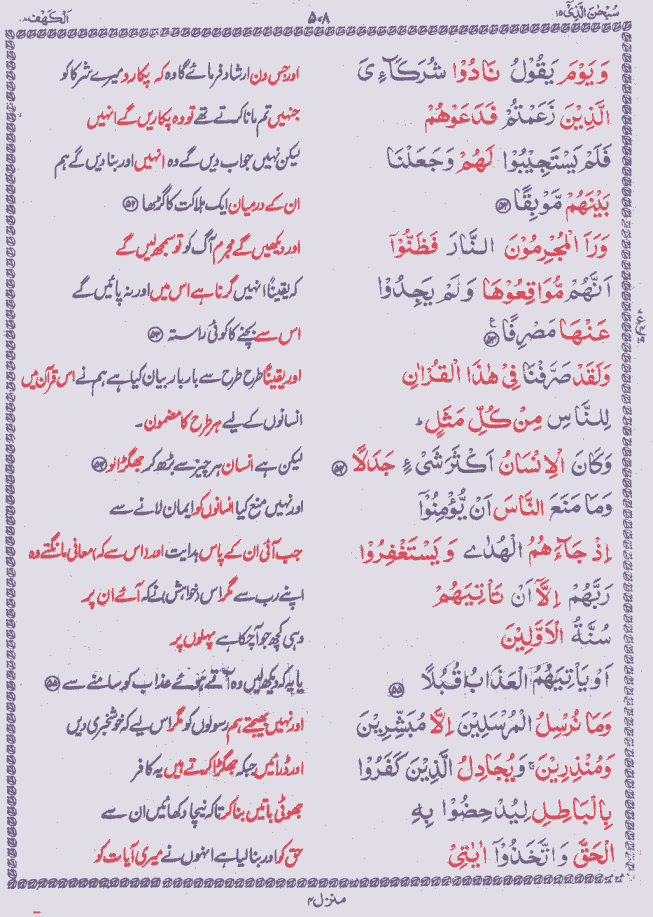 سُبْحٰنَ الَّذِیْۤ ۱۵ ۵۰۸ اَلْکَهْف ۱۸
وَيَوْمَ يَقُوْلُ نَادُوْا شُرَكَآءِىَ اور جس دن ارشاد فرمائے گا وہ کہ پکارو میرے شرکا کو
الَّذِيْنَ زَعَمْتُمْ فَدَعَوْهُمْ جنہیں تم مانا کرتے تھے تو وہ پکاریں گے انہیں
فَلَمْ يَسْتَجِيْبُوْا لَهُمْ وَجَعَلْنَا لیکن نہیں جواب دیں گے وہ انہیں اور بنا دیں گے ہم
بَيْنَهُمْ مَّوْبِقًا ﴿۵۲﴾ ان کے درمیان ایک ہلاکت کا گڑھا ﴿۵۲﴾
وَرَاَ الْمُجْرِمُوْنَ النَّارَ فَظَنُّوْۤا اور دیکھیں گے مجرم آگ کو تو سمجھ لیں گے
اَنَّهُمْ مُّوَاقِعُوْهَا وَلَمْ يَجِدُوْا کہ یقیناً انہیں گرنا ہے اس میں اور نہ پائیں گے
عَنْهَا مَصْرِفًا ﴿۵۳﴾ اس سے بچنے کا کوئی راستہ ﴿۵۳﴾
وَلَقَدْ صَرَّفْنَا فِىْ هٰذَا الْقُرْاٰنِ اور یقیناً طرح طرح سے بار بار بیان کیا ہے ہم نے اس قرآن میں
لِلنَّاسِ مِنْ كُلِّ مَثَلٍ ؕ انسانوں کے لیے ہر طرح کا مضمون۔
وَكَانَ الْاِنْسَانُ اَكْثَرَ شَىْءٍ جَدَلًا ﴿۵۴﴾ لیکن ہے انسان ہر چیز سے بڑھ کر جھگڑالو ﴿۵۴﴾
وَمَا مَنَعَ النَّاسَ اَنْ يُّؤْمِنُوْۤا اور نہیں منع کیا انسانوں کو ایمان لانے سے
اِذْ جَآءَهُمُ الْهُدٰى وَيَسْتَغْفِرُوْا جب آئی ان کے پاس ہدایت اور (اس سے کہ) معافی مانگتے وہ
رَبَّهُمْ اِلَّاۤ اَنْ تَاْتِيَهُمْ اپنے رب سے مگر اس (خواہش) نے کہ آئے ان پر
سُنَّةُ الْاَوَّلِيْنَ وہی کچھ جو آچکا ہے پہلوں پر
اَوْ يَاْتِيَهُمُ الْعَذَابُ قُبُلًا ﴿۵۵﴾ یا یہ کہ دیکھ لیں وہ آتے ہوئے عذاب کو سامنے سے ﴿۵۵﴾
وَمَا نُرْسِلُ الْمُرْسَلِيْنَ اِلَّا مُبَشِّرِيْنَ اور نہیں بھیجتے ہم رسولوں کو مگر اس لیے کہ خوشخبری دیں
وَمُنْذِرِيْنَ ۚ وَيُجَادِلُ الَّذِيْنَ كَفَرُوْا اور ڈرائیں جبکہ جھگڑا کرتے ہیں یہ کافر
بِالْبَاطِلِ لِيُدْحِضُوْا بِهِ جھوٹی باتیں بنا کر تاکہ نیچا دکھائیں ان سے
الْحَقَّ وَاتَّخَذُوْۤا اٰيٰتِىْ حق کو اور بنا لیا ہے انہوں نے میری آیات کو
منزل ۴